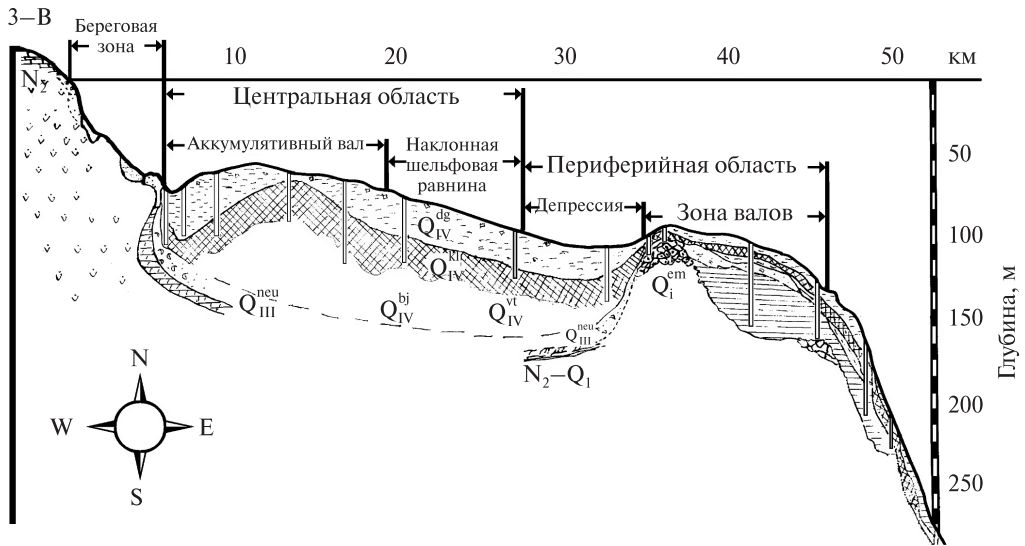 З–В
Береговая
зона
10
20
30
40
50
км
N₂
Центральная область
Аккумулятивный вал
Наклонная
шельфовая
равнина
Периферийная область
Депрессия
Зона валов
50
100
150
200
250
Глубина, м
Q_IV^dg
Q_IV^klt
Q_III^neu
Q_IV^bj
Q_IV^vt
Q_i^em
Q_III^neu
N₂–Q₁
N
W
E
S